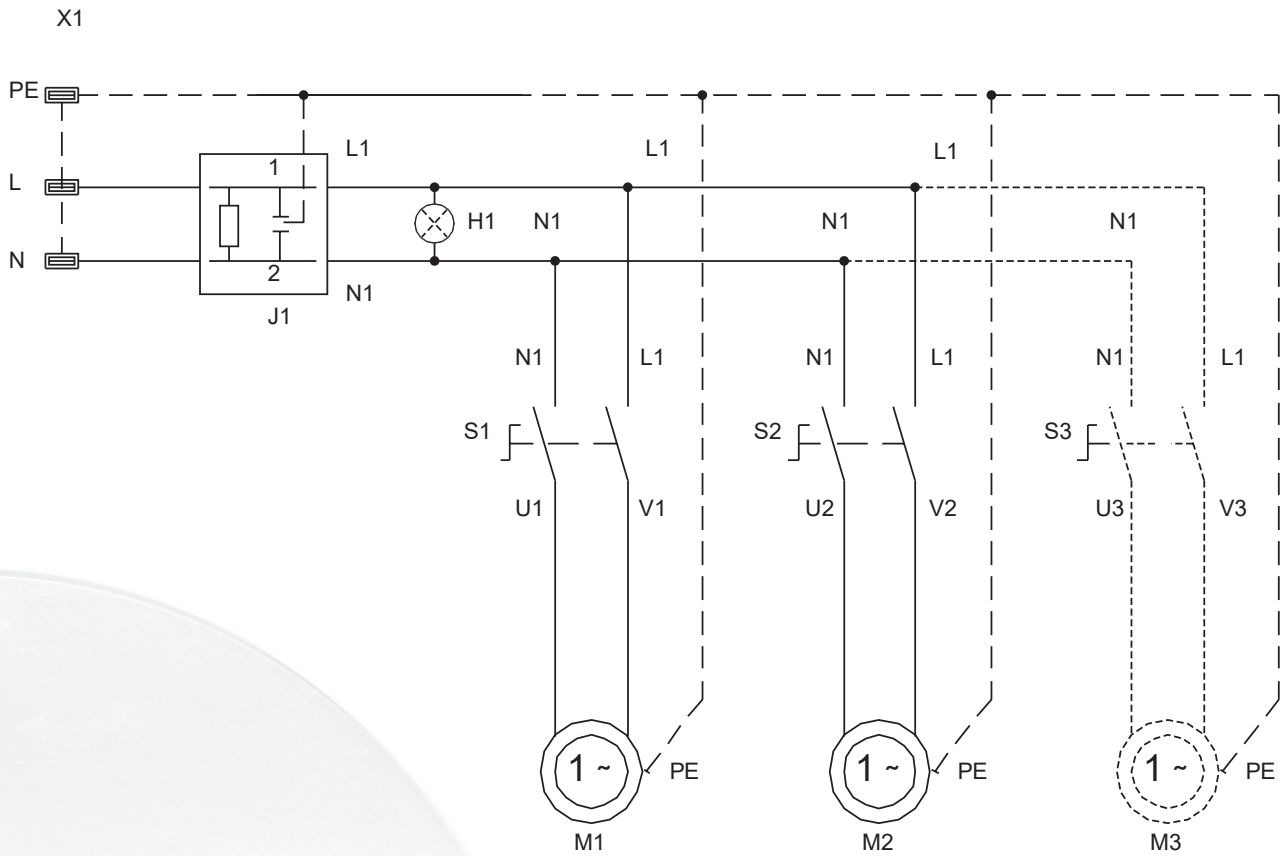 X1
PE
L1 L1 L1
L 1
H1 N1 N1 N1
N 2
N1
J1
N1 L1 N1 L1 N1 L1
S1 S2 S3
U1 V1 U2 V2 U3 V3
1 ~ PE 1 ~ PE 1 ~ PE
M1 M2 M3